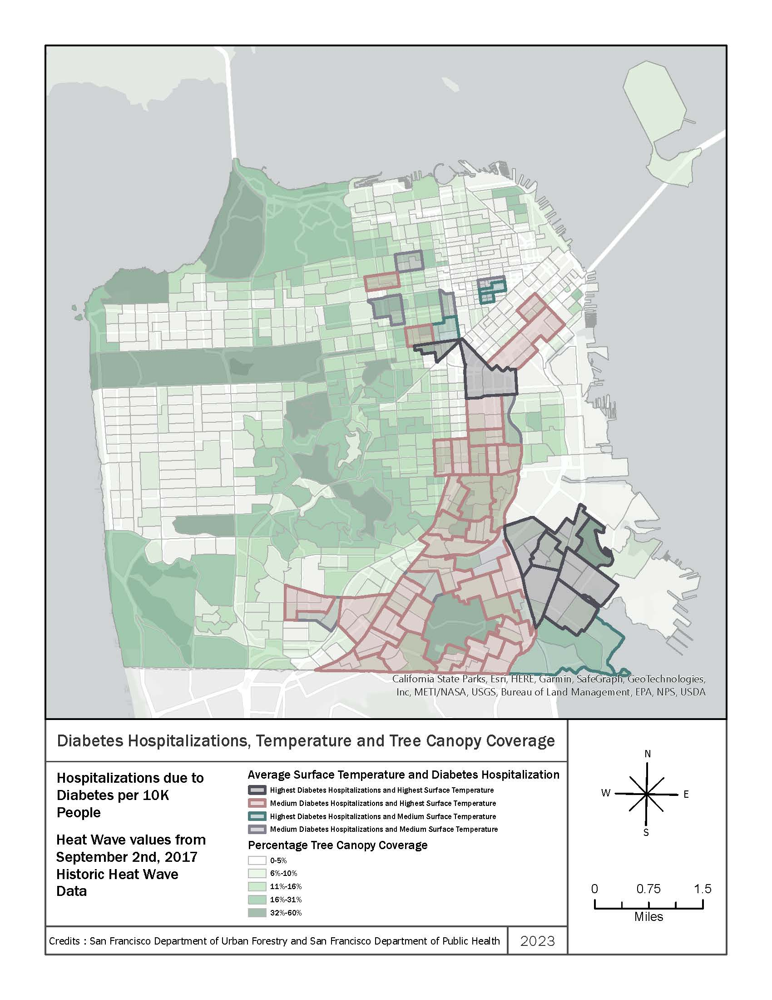 California State Parks, Esri, HERE, Garmin, SafeGraph, GeoTechnologies,
Inc, METI/NASA, USGS, Bureau of Land Management, EPA, NPS, USDA
Diabetes Hospitalizations, Temperature and Tree Canopy Coverage
Hospitalizations due to
Diabetes per 10K
People
Heat Wave values from
September 2nd, 2017
Historic Heat Wave
Data
Average Surface Temperature and Diabetes Hospitalization
Highest Diabetes Hospitalizations and Highest Surface Temperature
Medium Diabetes Hospitalizations and Highest Surface Temperature
Highest Diabetes Hospitalizations and Medium Surface Temperature
Medium Diabetes Hospitalizations and Medium Surface Temperature
Percentage Tree Canopy Coverage
0-5%
6%-10%
11%-16%
16%-31%
32%-60%
N
W E
S
0 0.75 1.5
Miles
Credits : San Francisco Department of Urban Forestry and San Francisco Department of Public Health
2023